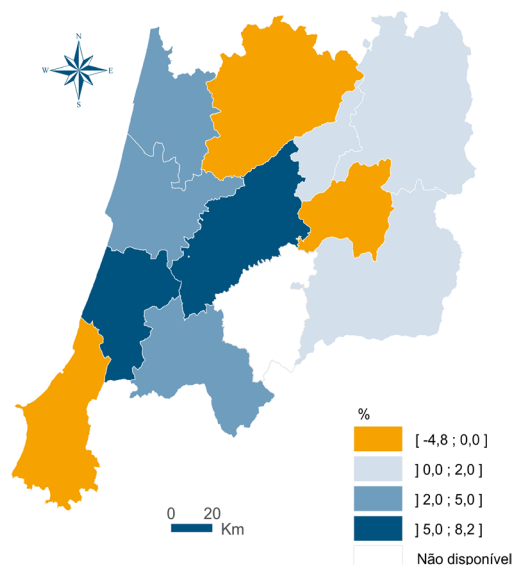 N
W E
S
%
[ -4,8 ; 0,0 ]
] 0,0 ; 2,0 ]
] 2,0 ; 5,0 ]
] 5,0 ; 8,2 ]
Não disponível
0 20
Km